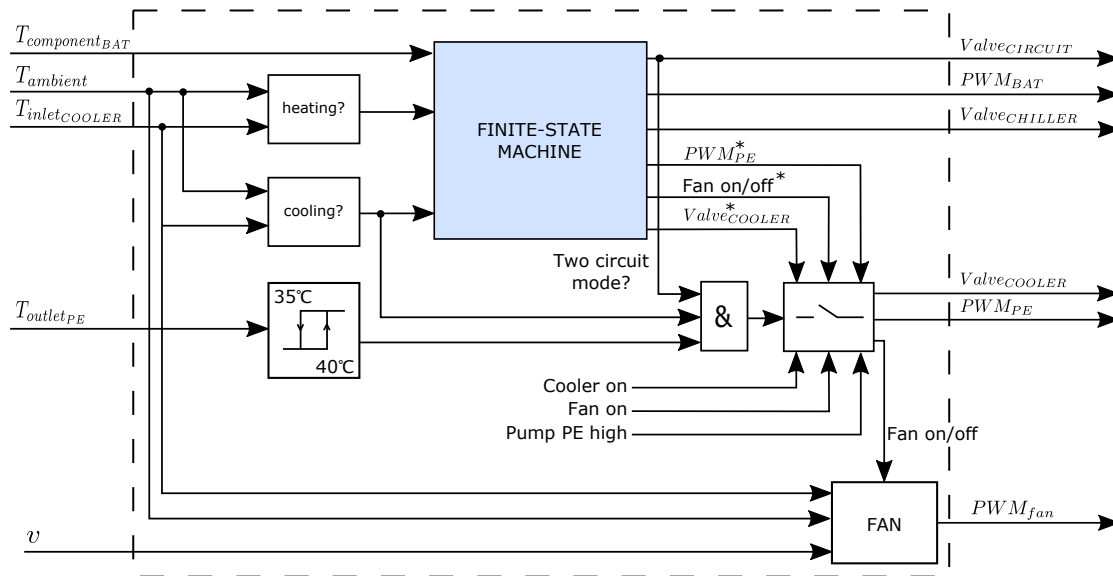 T_component_BAT
Valve_CIRCUIT
T_ambient
PWM_BAT
heating?
T_inlet_COOLER
Valve_CHILLER
FINITE-STATE
MACHINE
PWM*_PE
Fan on/off*
cooling?
Valve*_COOLER
Two circuit
mode?
Valve_COOLER
35℃
T_outlet_PE
PWM_PE
&
40℃
Cooler on
Fan on
Pump PE high
Fan on/off
FAN
PWM_fan
v